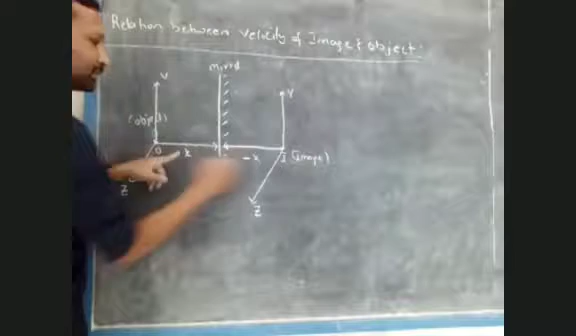 Relation between velocity of Image & object.
mirror
Y
Y
(object)
O
x
-x
I (Image)
Z
Z